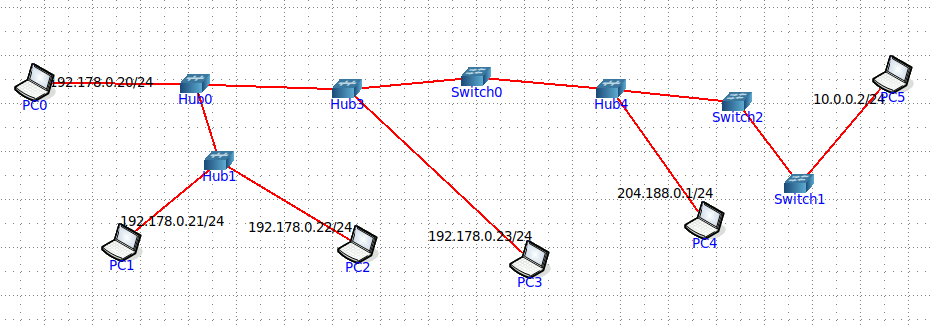 PC0
192.178.0.20/24
Hub0
Hub3
Switch0
Hub4
Switch2
10.0.0.2/24
PC5
Hub1
Switch1
192.178.0.21/24
PC1
192.178.0.22/24
PC2
192.178.0.23/24
PC3
204.188.0.1/24
PC4